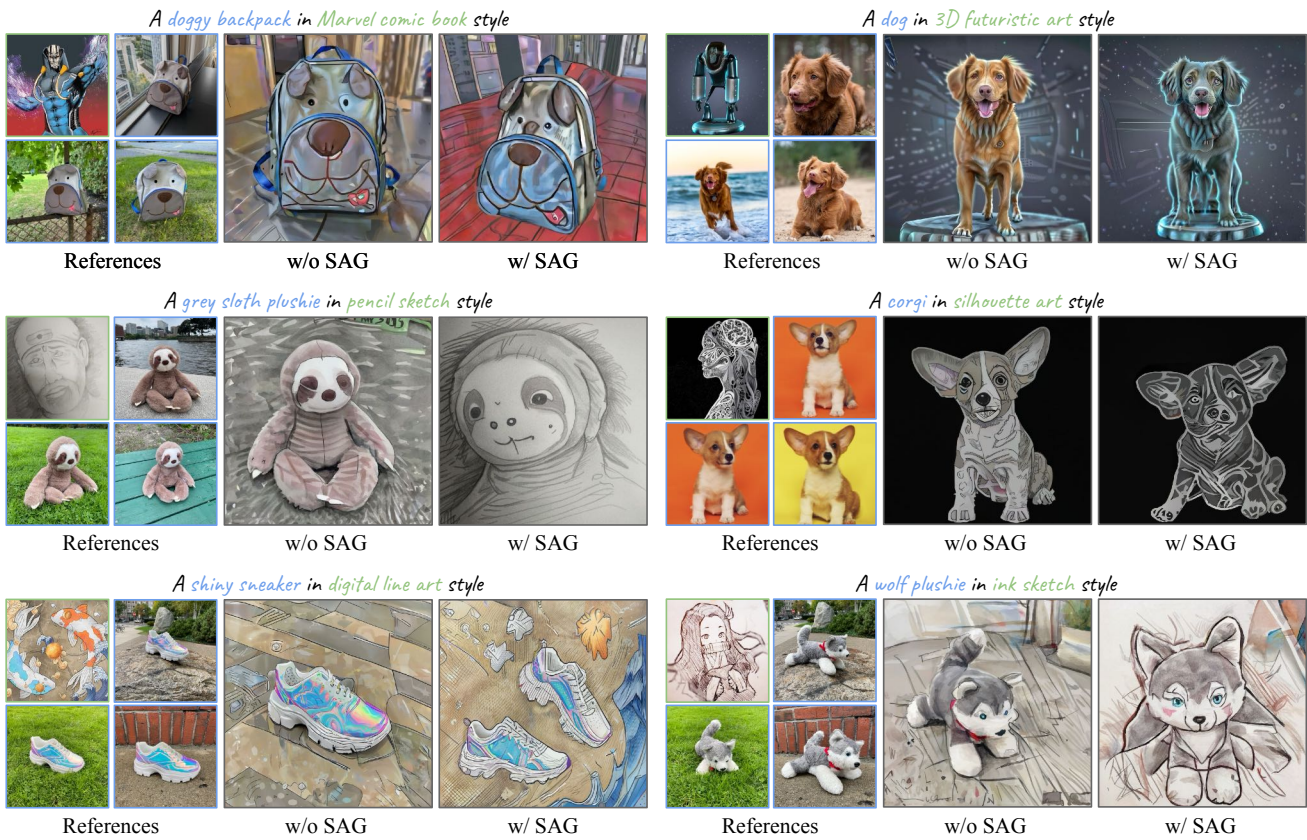 A doggy backpack in Marvel comic book style
A dog in 3D futuristic art style
References
w/o SAG
w/ SAG
References
w/o SAG
w/ SAG
A grey sloth plushie in pencil sketch style
A corgi in silhouette art style
References
w/o SAG
w/ SAG
References
w/o SAG
w/ SAG
A shiny sneaker in digital line art style
A wolf plushie in ink sketch style
References
w/o SAG
w/ SAG
References
w/o SAG
w/ SAG